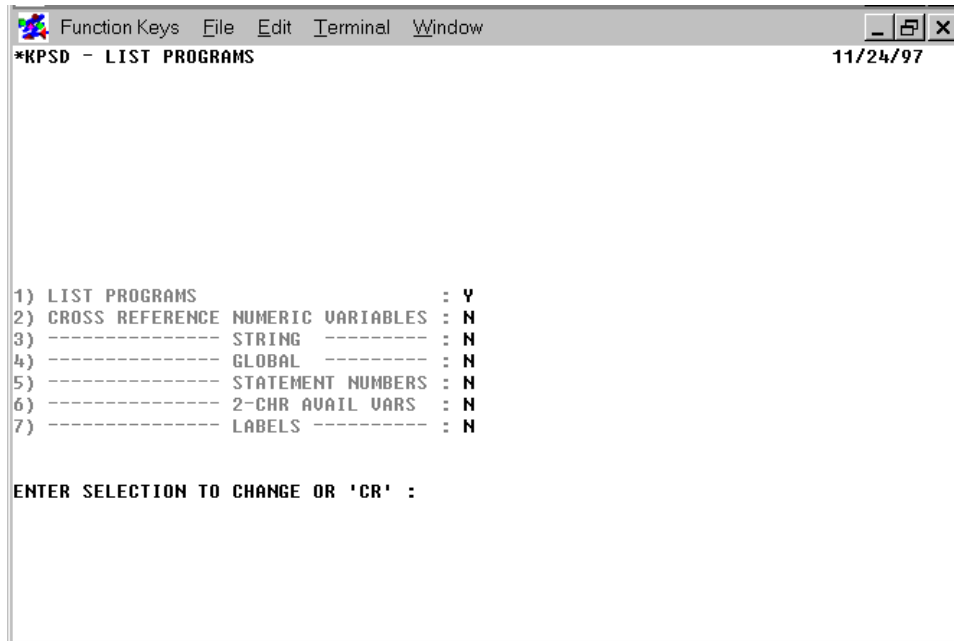 Function Keys File Edit Terminal Window
*KPSD - LIST PROGRAMS 11/24/97
1) LIST PROGRAMS : Y
2) CROSS REFERENCE NUMERIC VARIABLES : N
3) --------------- STRING --------- : N
4) --------------- GLOBAL --------- : N
5) --------------- STATEMENT NUMBERS : N
6) --------------- 2-CHR AVAIL VARS : N
7) --------------- LABELS ---------- : N
ENTER SELECTION TO CHANGE OR 'CR' :